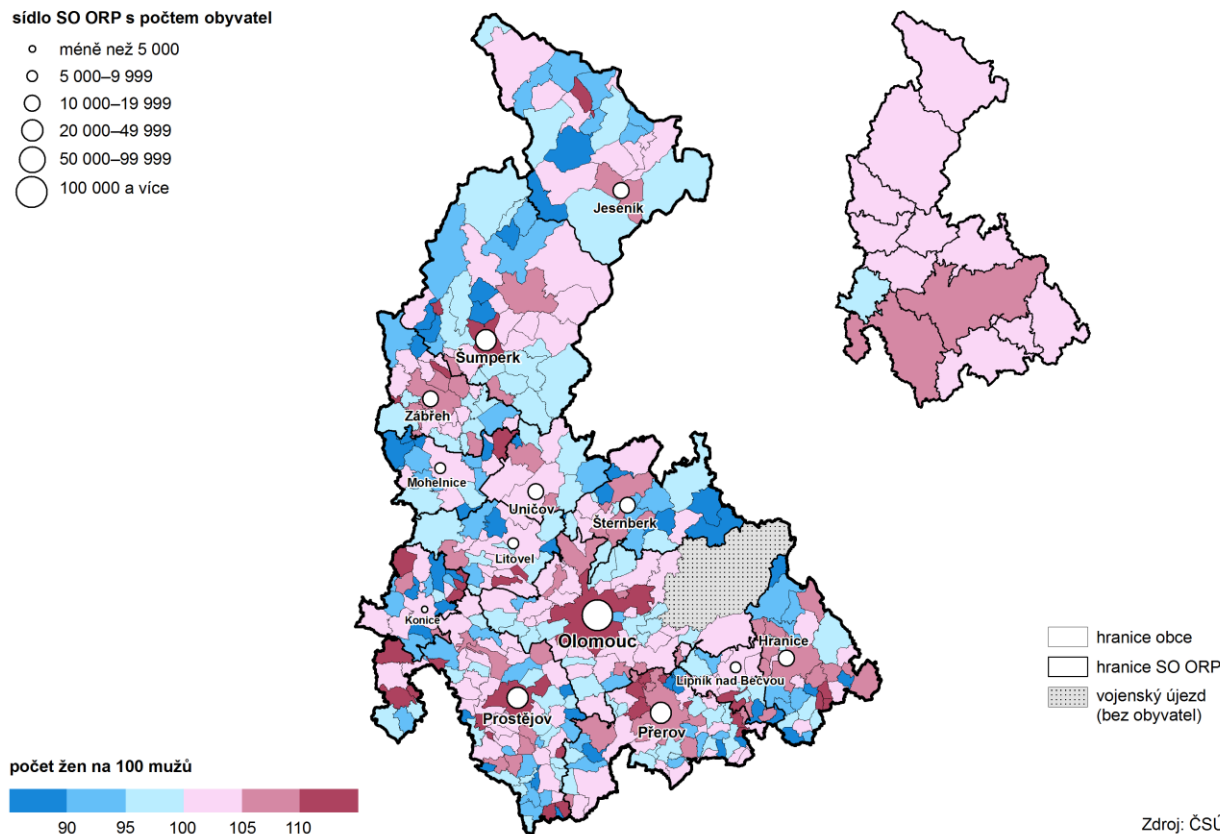 sídlo SO ORP s počtem obyvatel
méně než 5 000
5 000–9 999
10 000–19 999
20 000–49 999
50 000–99 999
100 000 a více
Jeseník
Šumperk
Zábřeh
Mohelnice
Uničov
Šternberk
Litovel
Konice
Olomouc
Hranice
Lipník nad Bečvou
Prostějov
Přerov
hranice obce
hranice SO ORP
vojenský újezd
(bez obyvatel)
počet žen na 100 mužů
90 95 100 105 110
Zdroj: ČSÚ